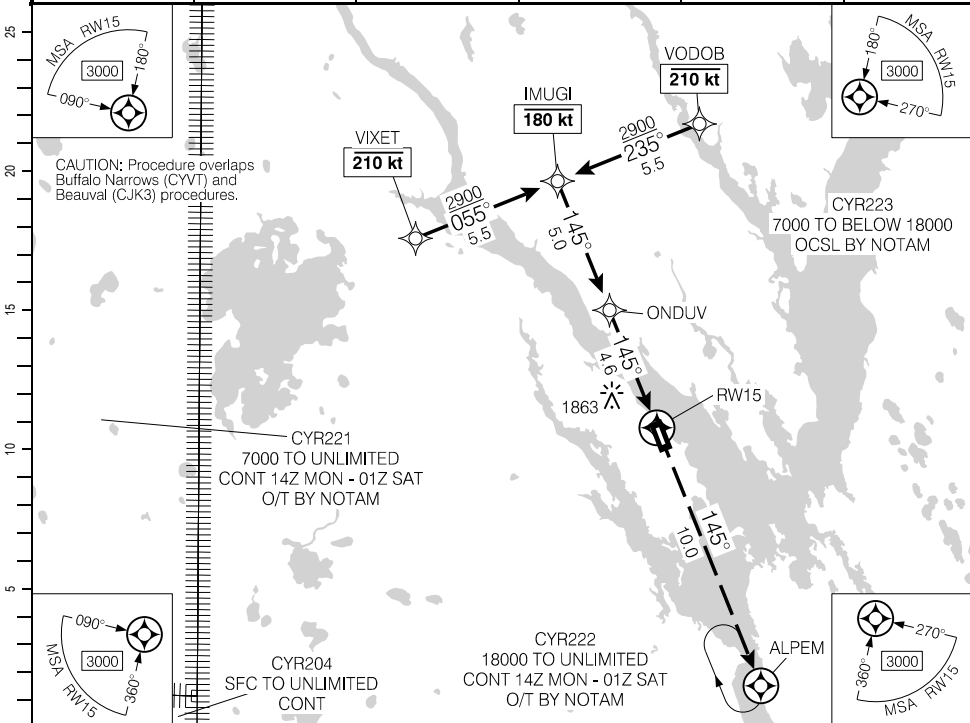 25
20
15
10
5
MSA RW15
3000
180°
090°
MSA RW15
3000
180°
270°
CAUTION: Procedure overlaps
Buffalo Narrows (CYVT) and
Beauval (CJK3) procedures.
VODOB
210 kt
IMUGI
180 kt
VIXET
210 kt
2900
235°
5.5
2900
055°
5.5
CYR223
7000 TO BELOW 18000
OCSL BY NOTAM
145°
5.0
ONDUV
145°
4.6
1863
RW15
CYR221
7000 TO UNLIMITED
CONT 14Z MON - 01Z SAT
O/T BY NOTAM
145°
10.0
090°
3000
360°
MSA RW15
CYR204
SFC TO UNLIMITED
CONT
CYR222
18000 TO UNLIMITED
CONT 14Z MON - 01Z SAT
O/T BY NOTAM
ALPEM
270°
3000
360°
MSA RW15